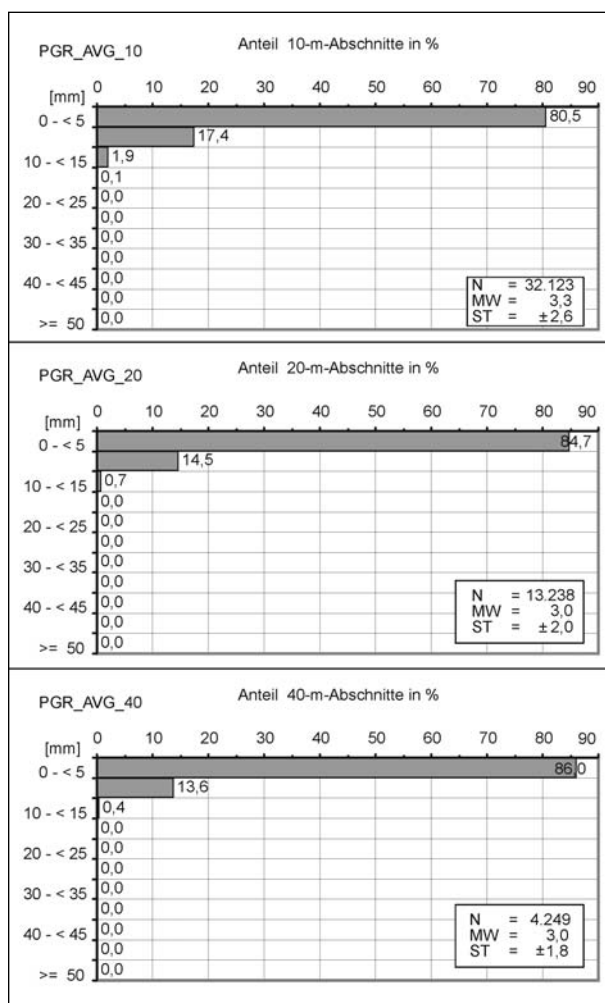 PGR_AVG_10
Anteil 10-m-Abschnitte in %
[mm]
0 10 20 30 40 50 60 70 80 90
0 - < 5 80,5
17,4
10 - < 15 1,9
0,1
20 - < 25 0,0
0,0
30 - < 35 0,0
0,0
40 - < 45 0,0
0,0
>= 50 0,0
N = 32.123
MW = 3,3
ST = ±2,6
PGR_AVG_20
Anteil 20-m-Abschnitte in %
[mm]
0 10 20 30 40 50 60 70 80 90
0 - < 5 84,7
14,5
10 - < 15 0,7
0,0
20 - < 25 0,0
0,0
30 - < 35 0,0
0,0
40 - < 45 0,0
0,0
>= 50 0,0
N = 13.238
MW = 3,0
ST = ±2,0
PGR_AVG_40
Anteil 40-m-Abschnitte in %
[mm]
0 10 20 30 40 50 60 70 80 90
0 - < 5 86,0
13,6
10 - < 15 0,4
0,0
20 - < 25 0,0
0,0
30 - < 35 0,0
0,0
40 - < 45 0,0
0,0
>= 50 0,0
N = 4.249
MW = 3,0
ST = ±1,8